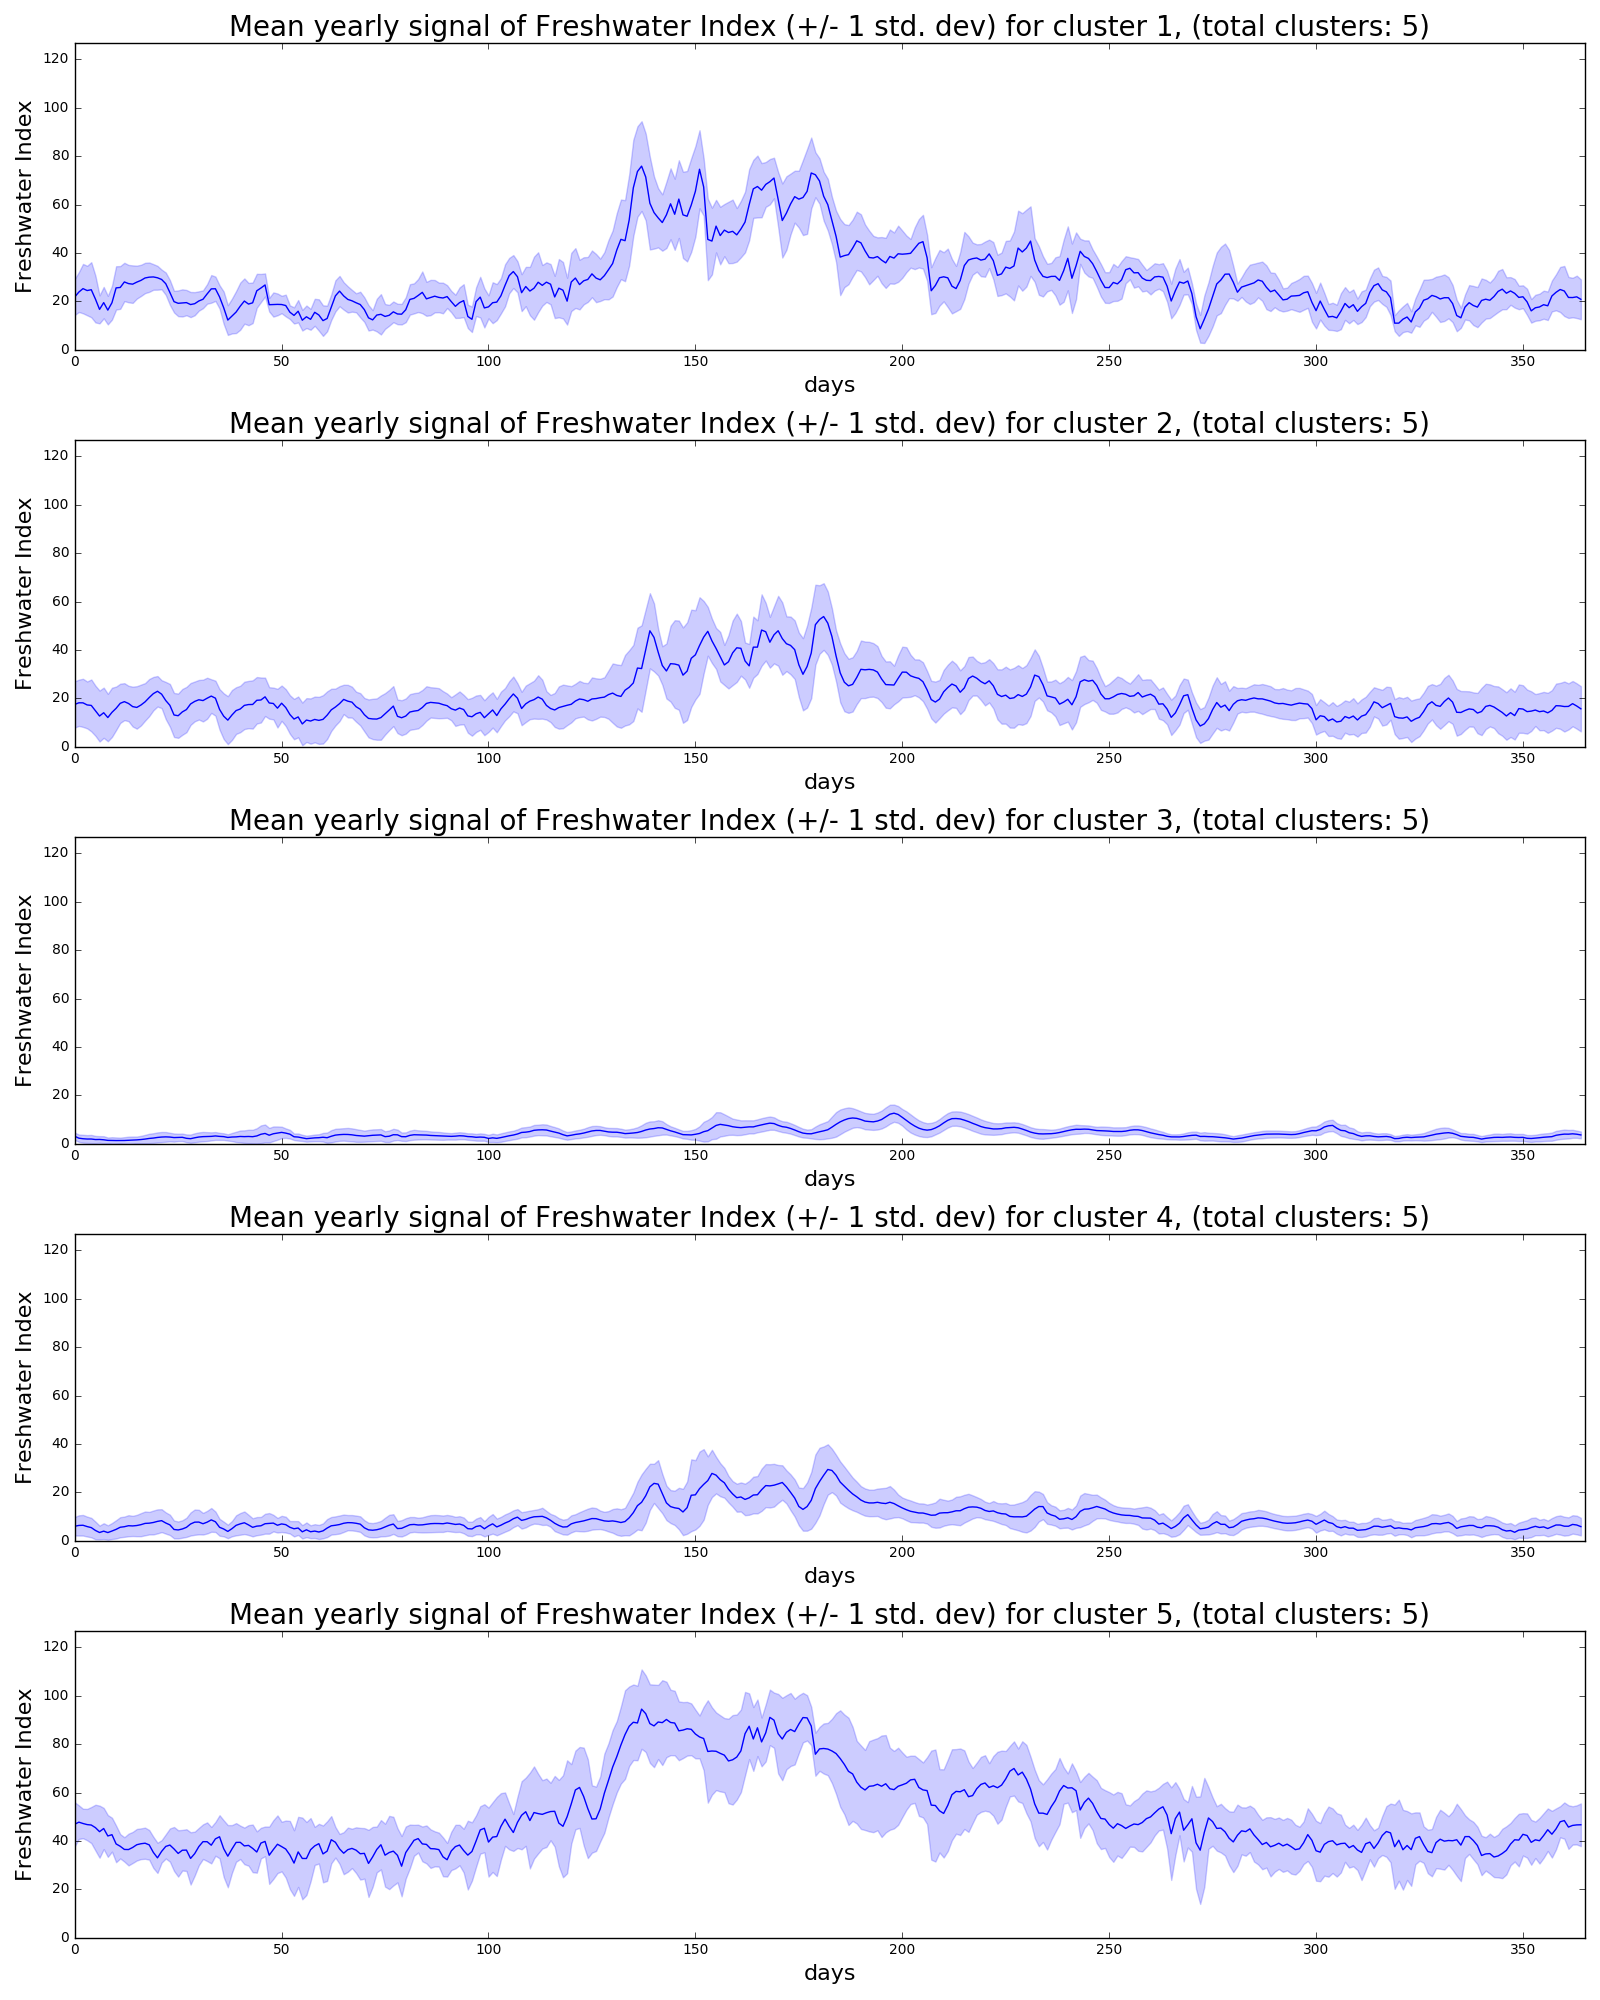 Mean yearly signal of Freshwater Index (+/- 1 std. dev) for cluster 1, (total clusters: 5)
120
100
80
60
40
20
0
Freshwater Index
0 50 100 150 200 250 300 350
days
Mean yearly signal of Freshwater Index (+/- 1 std. dev) for cluster 2, (total clusters: 5)
120
100
80
60
40
20
0
Freshwater Index
0 50 100 150 200 250 300 350
days
Mean yearly signal of Freshwater Index (+/- 1 std. dev) for cluster 3, (total clusters: 5)
120
100
80
60
40
20
0
Freshwater Index
0 50 100 150 200 250 300 350
days
Mean yearly signal of Freshwater Index (+/- 1 std. dev) for cluster 4, (total clusters: 5)
120
100
80
60
40
20
0
Freshwater Index
0 50 100 150 200 250 300 350
days
Mean yearly signal of Freshwater Index (+/- 1 std. dev) for cluster 5, (total clusters: 5)
120
100
80
60
40
20
0
Freshwater Index
0 50 100 150 200 250 300 350
days